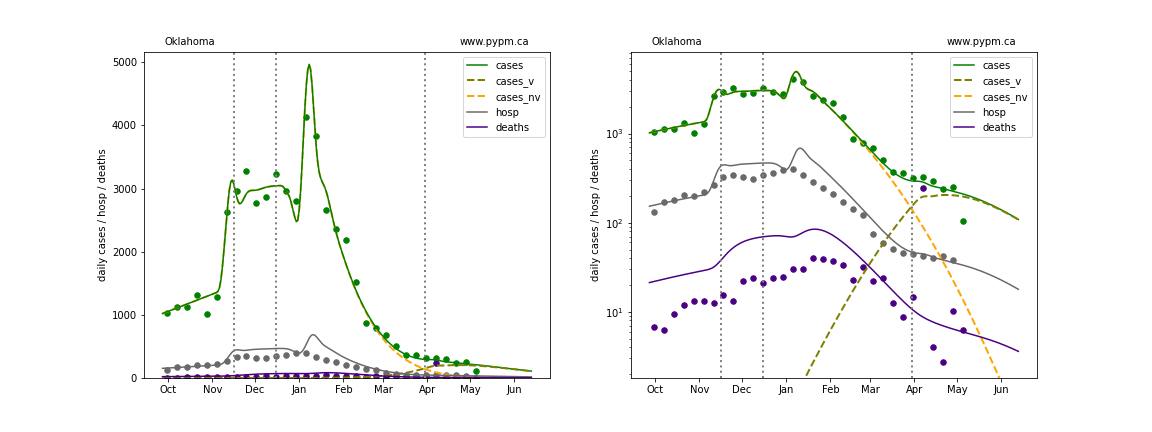 Oklahoma
www.pypm.ca
daily cases / hosp / deaths
5000
4000
3000
2000
1000
0
Oct
Nov
Dec
Jan
Feb
Mar
Apr
May
Jun
cases
cases_v
cases_nv
hosp
deaths
Oklahoma
www.pypm.ca
daily cases / hosp / deaths
10³
10²
10¹
Oct
Nov
Dec
Jan
Feb
Mar
Apr
May
Jun
cases
cases_v
cases_nv
hosp
deaths